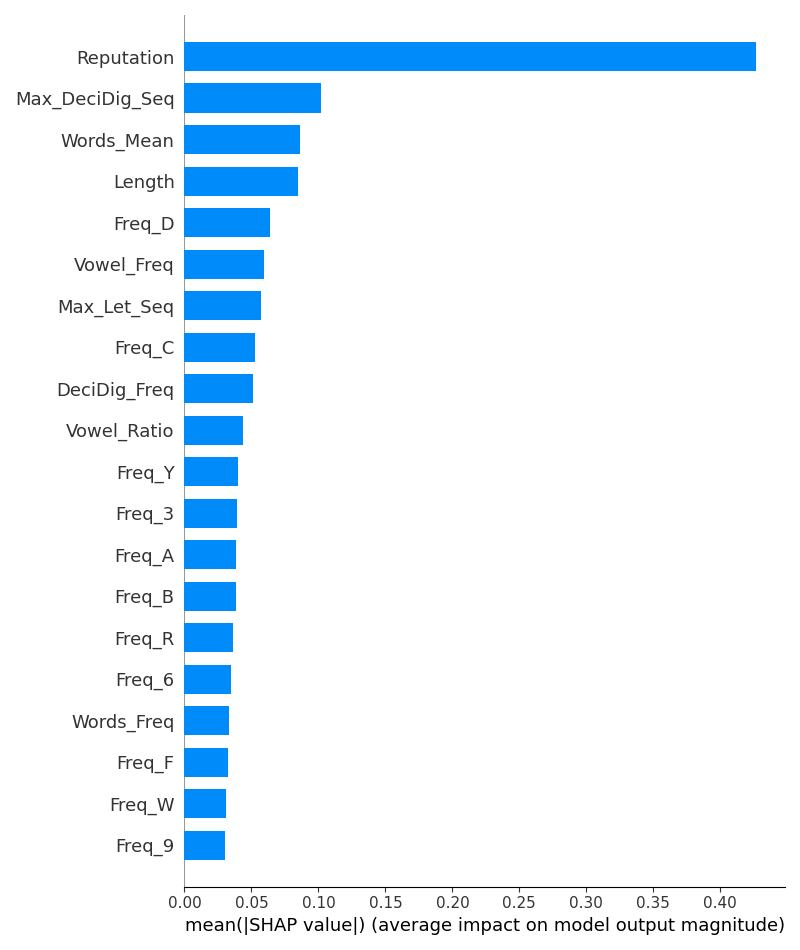 Reputation
Max_DeciDig_Seq
Words_Mean
Length
Freq_D
Vowel_Freq
Max_Let_Seq
Freq_C
DeciDig_Freq
Vowel_Ratio
Freq_Y
Freq_3
Freq_A
Freq_B
Freq_R
Freq_6
Words_Freq
Freq_F
Freq_W
Freq_9
0.00 0.05 0.10 0.15 0.20 0.25 0.30 0.35 0.40
mean(|SHAP value|) (average impact on model output magnitude)